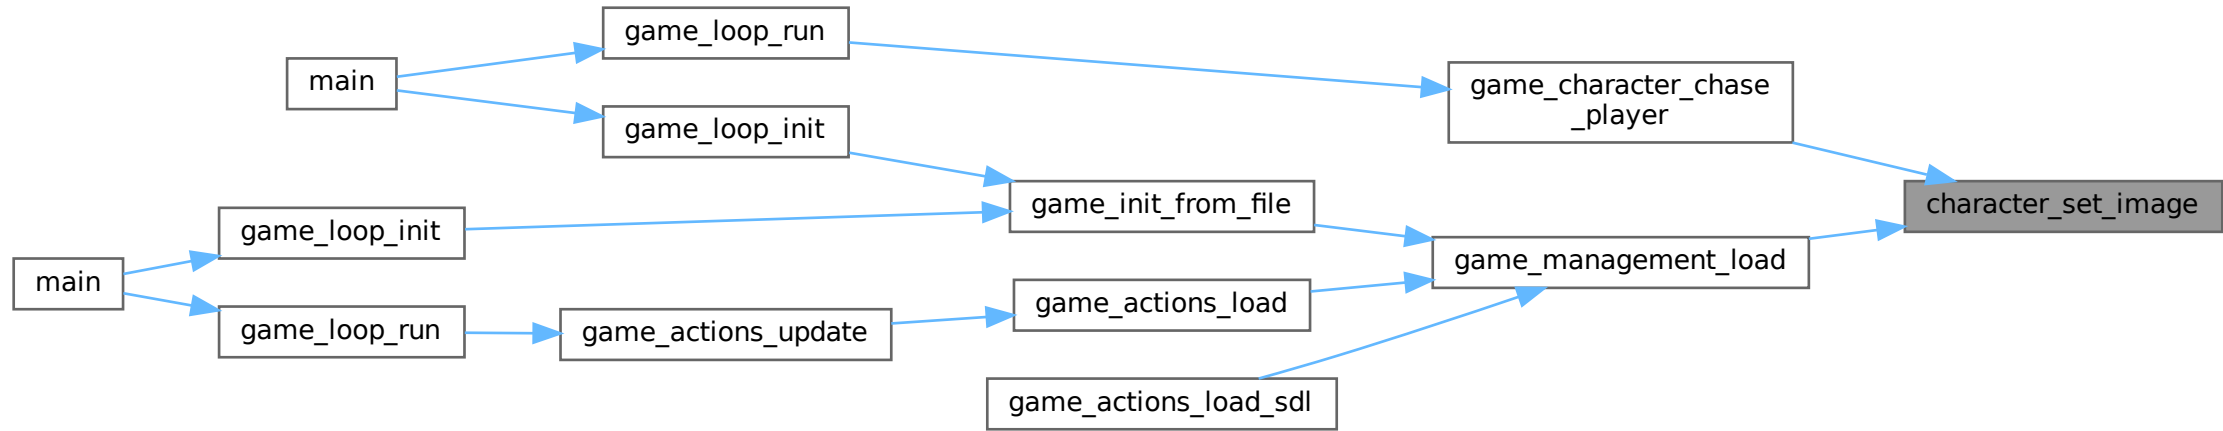 game_loop_run
main
game_character_chase
_player
game_loop_init
game_init_from_file
character_set_image
game_loop_init
game_management_load
main
game_actions_load
game_loop_run
game_actions_update
game_actions_load_sdl